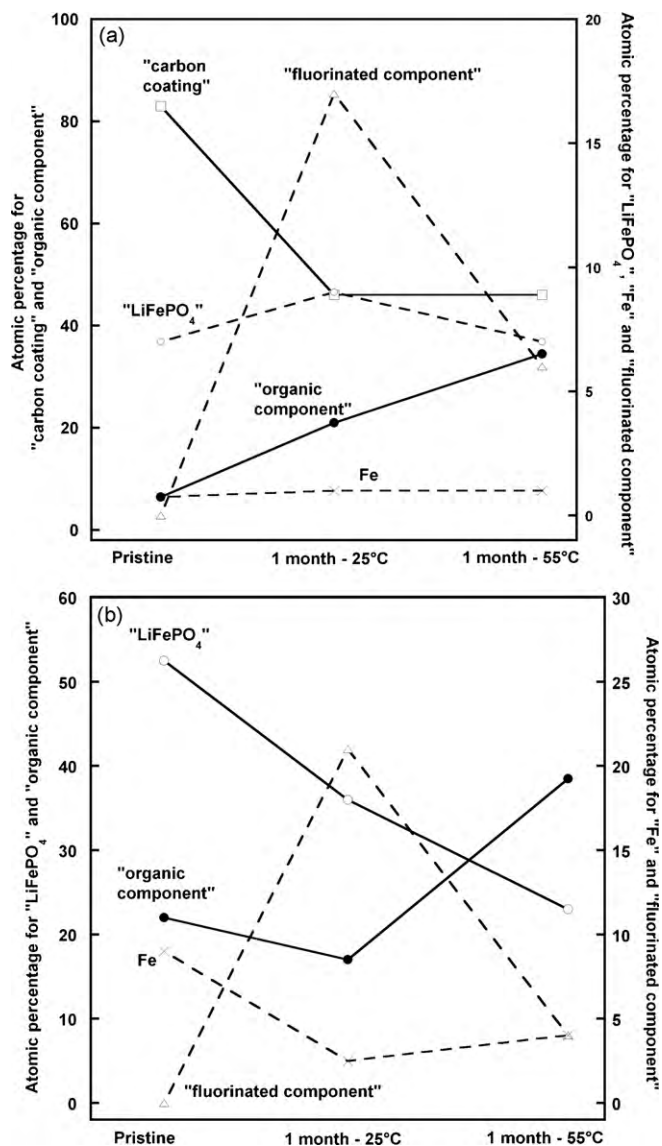 (a)
100
80
60
40
20
0
20
15
10
5
0
Atomic percentage for
"carbon coating" and "organic component"
Atomic percentage for "LiFePO4", "Fe" and "fluorinated component"
"carbon
coating"
"fluorinated component"
"LiFePO4"
"organic
component"
Fe
Pristine
1 month - 25°C
1 month - 55°C
(b)
60
50
40
30
20
10
0
30
25
20
15
10
5
0
Atomic percentage for "LiFePO4" and "organic component"
Atomic percentage for "Fe" and "fluorinated component"
"LiFePO4"
"organic
component"
Fe
"fluorinated component"
Pristine
1 month - 25°C
1 month - 55°C